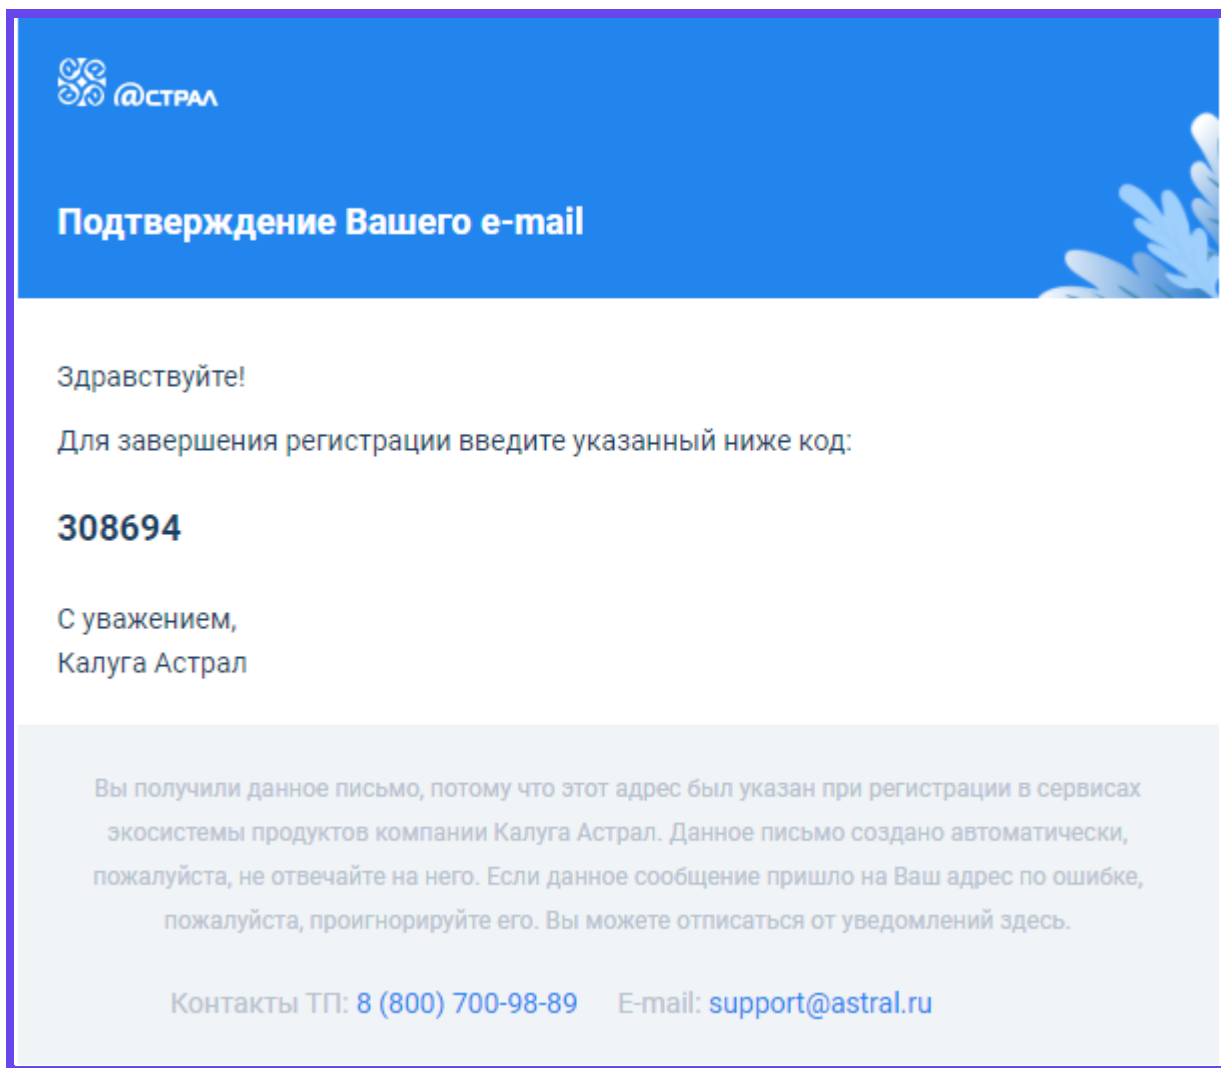 @СТРАЛ
Подтверждение Вашего e-mail
Здравствуйте!
Для завершения регистрации введите указанный ниже код:
308694
С уважением,
Калуга Астрал
Вы получили данное письмо, потому что этот адрес был указан при регистрации в сервисах
экосистемы продуктов компании Калуга Астрал. Данное письмо создано автоматически,
пожалуйста, не отвечайте на него. Если данное сообщение пришло на Ваш адрес по ошибке,
пожалуйста, проигнорируйте его. Вы можете отписаться от уведомлений здесь.
Контакты ТП: 8 (800) 700-98-89 E-mail: support@astral.ru